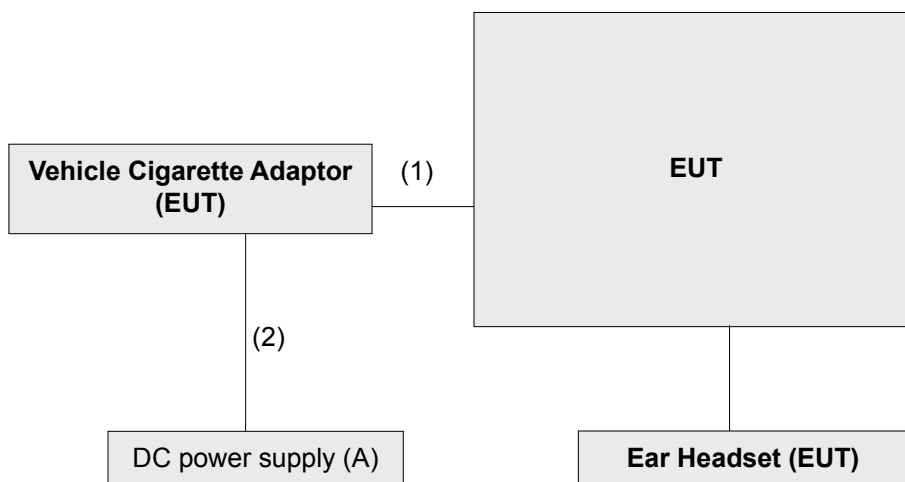 Vehicle Cigarette Adaptor
(EUT)
(1)
EUT
(2)
DC power supply (A)
Ear Headset (EUT)